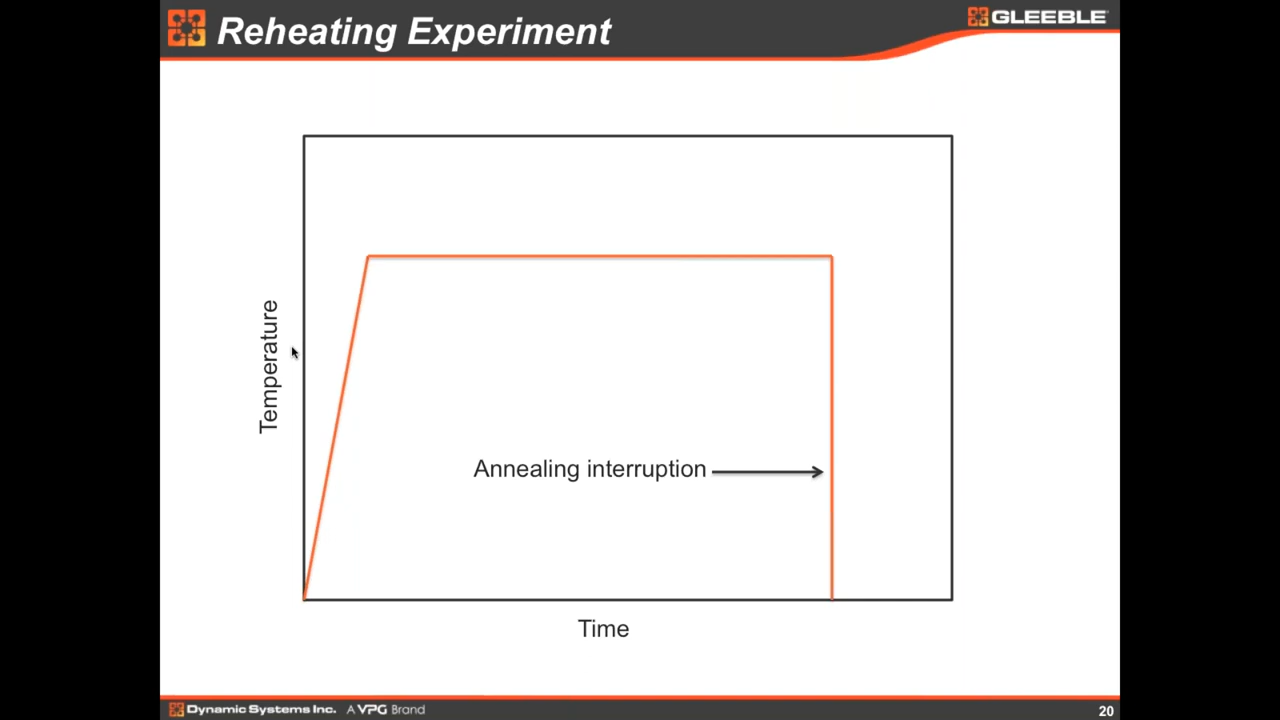 Reheating Experiment
GLEEBLE
Temperature
Annealing interruption
Time
Dynamic Systems Inc. A VPG Brand
20